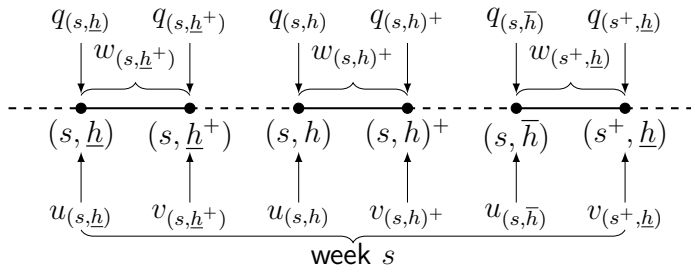 q_{(s,\underline{h})} q_{(s,\underline{h}^+)} q_{(s,h)} q_{(s,h)^+} q_{(s,\overline{h})} q_{(s^+,\underline{h})}
w_{(s,\underline{h}^+)} w_{(s,h)^+} w_{(s^+,\underline{h})}
(s,\underline{h}) (s,\underline{h}^+) (s,h) (s,h)^+ (s,\overline{h}) (s^+,\underline{h})
u_{(s,\underline{h})} v_{(s,\underline{h}^+)} u_{(s,h)} v_{(s,h)^+} u_{(s,\overline{h})} v_{(s^+,\underline{h})}
week s